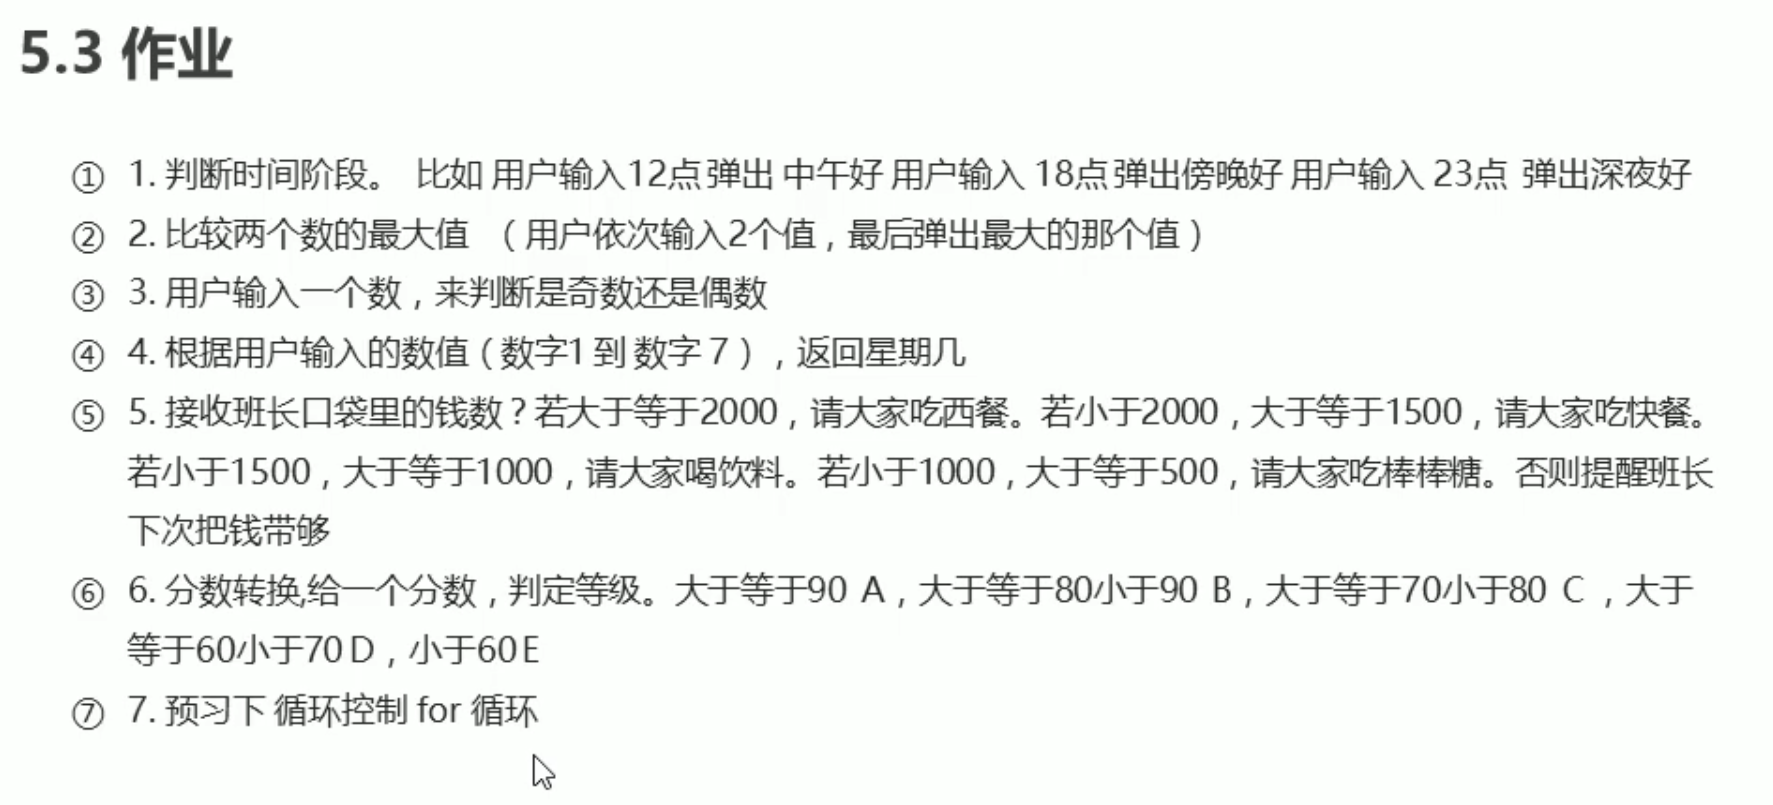 5.3 作业
① 1. 判断时间阶段。 比如 用户输入12点 弹出 中午好 用户输入 18点 弹出傍晚好 用户输入 23点 弹出深夜好
② 2. 比较两个数的最大值 （用户依次输入2个值，最后弹出最大的那个值）
③ 3. 用户输入一个数，来判断是奇数还是偶数
④ 4. 根据用户输入的数值（数字1 到 数字 7），返回星期几
⑤ 5. 接收班长口袋里的钱数？若大于等于2000，请大家吃西餐。若小于2000，大于等于1500，请大家吃快餐。
若小于1500，大于等于1000，请大家喝饮料。若小于1000，大于等于500，请大家吃棒棒糖。否则提醒班长
下次把钱带够
⑥ 6. 分数转换,给一个分数，判定等级。大于等于90 A，大于等于80小于90 B，大于等于70小于80 C ，大于
等于60小于70 D，小于60 E
⑦ 7. 预习下 循环控制 for 循环